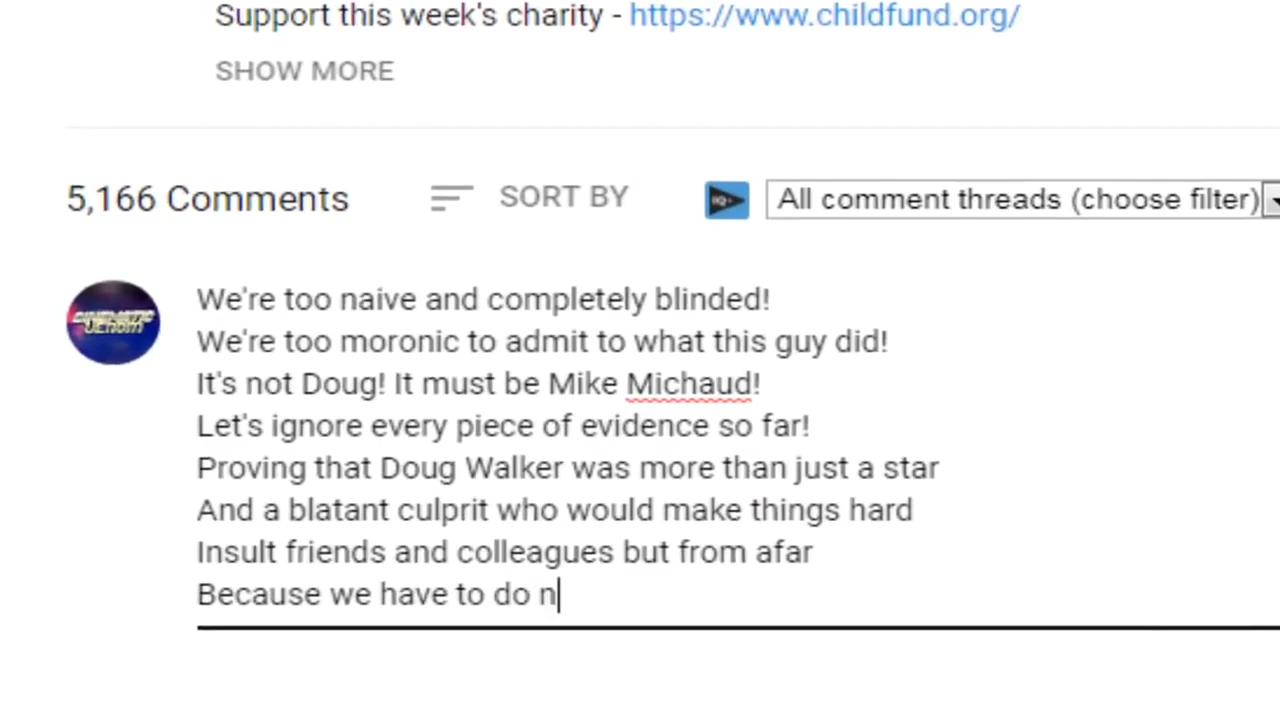 Support this week's charity - https://www.childfund.org/
SHOW MORE
5,166 Comments SORT BY All comment threads (choose filter)
We're too naive and completely blinded!
We're too moronic to admit to what this guy did!
It's not Doug! It must be Mike Michaud!
Let's ignore every piece of evidence so far!
Proving that Doug Walker was more than just a star
And a blatant culprit who would make things hard
Insult friends and colleagues but from afar
Because we have to do n